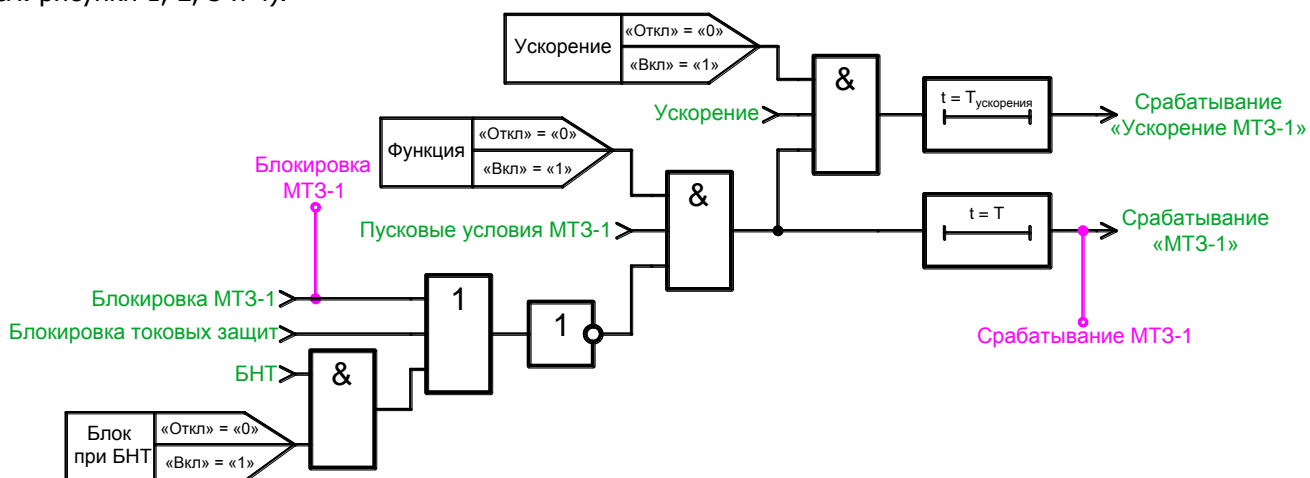 рисунки 1, 2, 3 и 4).
Ускорение
«Откл» = «0»
«Вкл» = «1»
Ускорение
&
t = Tускорения
Срабатывание
«Ускорение МТЗ-1»
Функция
«Откл» = «0»
«Вкл» = «1»
Блокировка
МТЗ-1
Пусковые условия МТЗ-1
&
t = T
Срабатывание
«МТЗ-1»
Срабатывание МТЗ-1
Блокировка МТЗ-1
Блокировка токовых защит
1
1
БНТ
&
Блок
при БНТ
«Откл» = «0»
«Вкл» = «1»